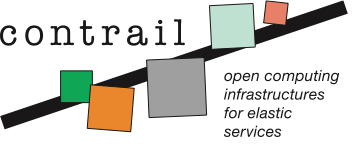 contrail
open computing
infrastructures
for elastic
services